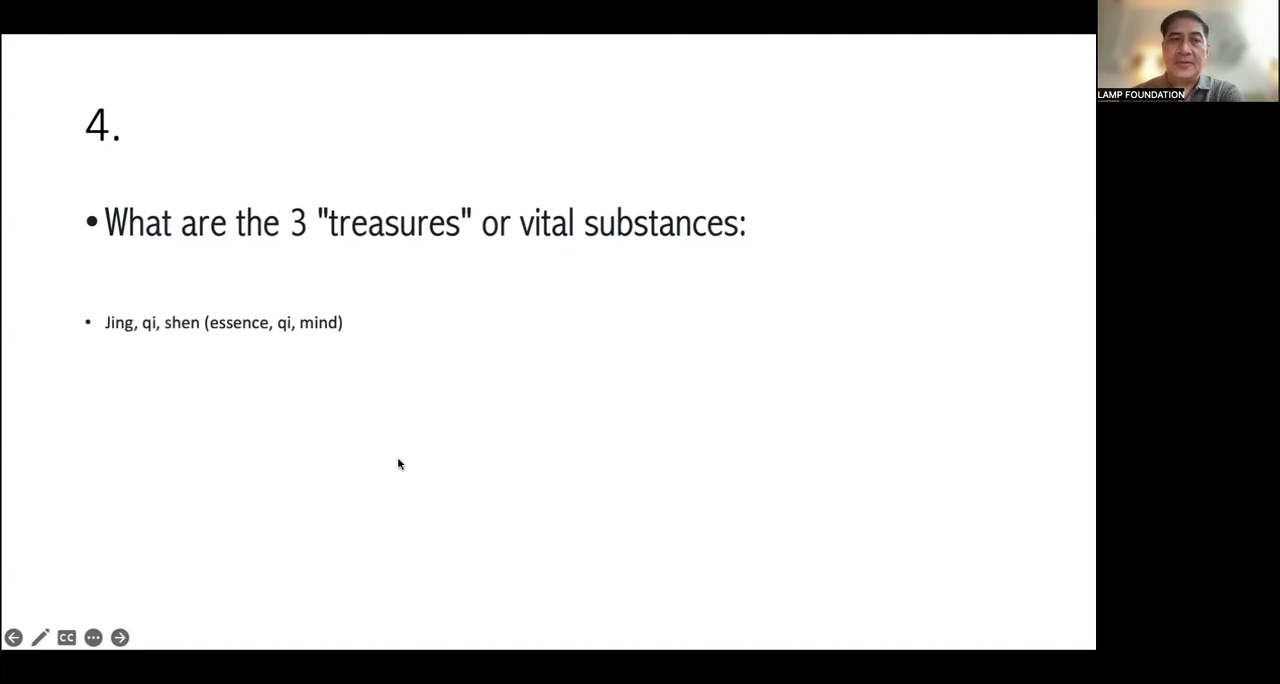 LAMP FOUNDATION
4.
•What are the 3 "treasures" or vital substances:
• Jing, qi, shen (essence, qi, mind)
CC